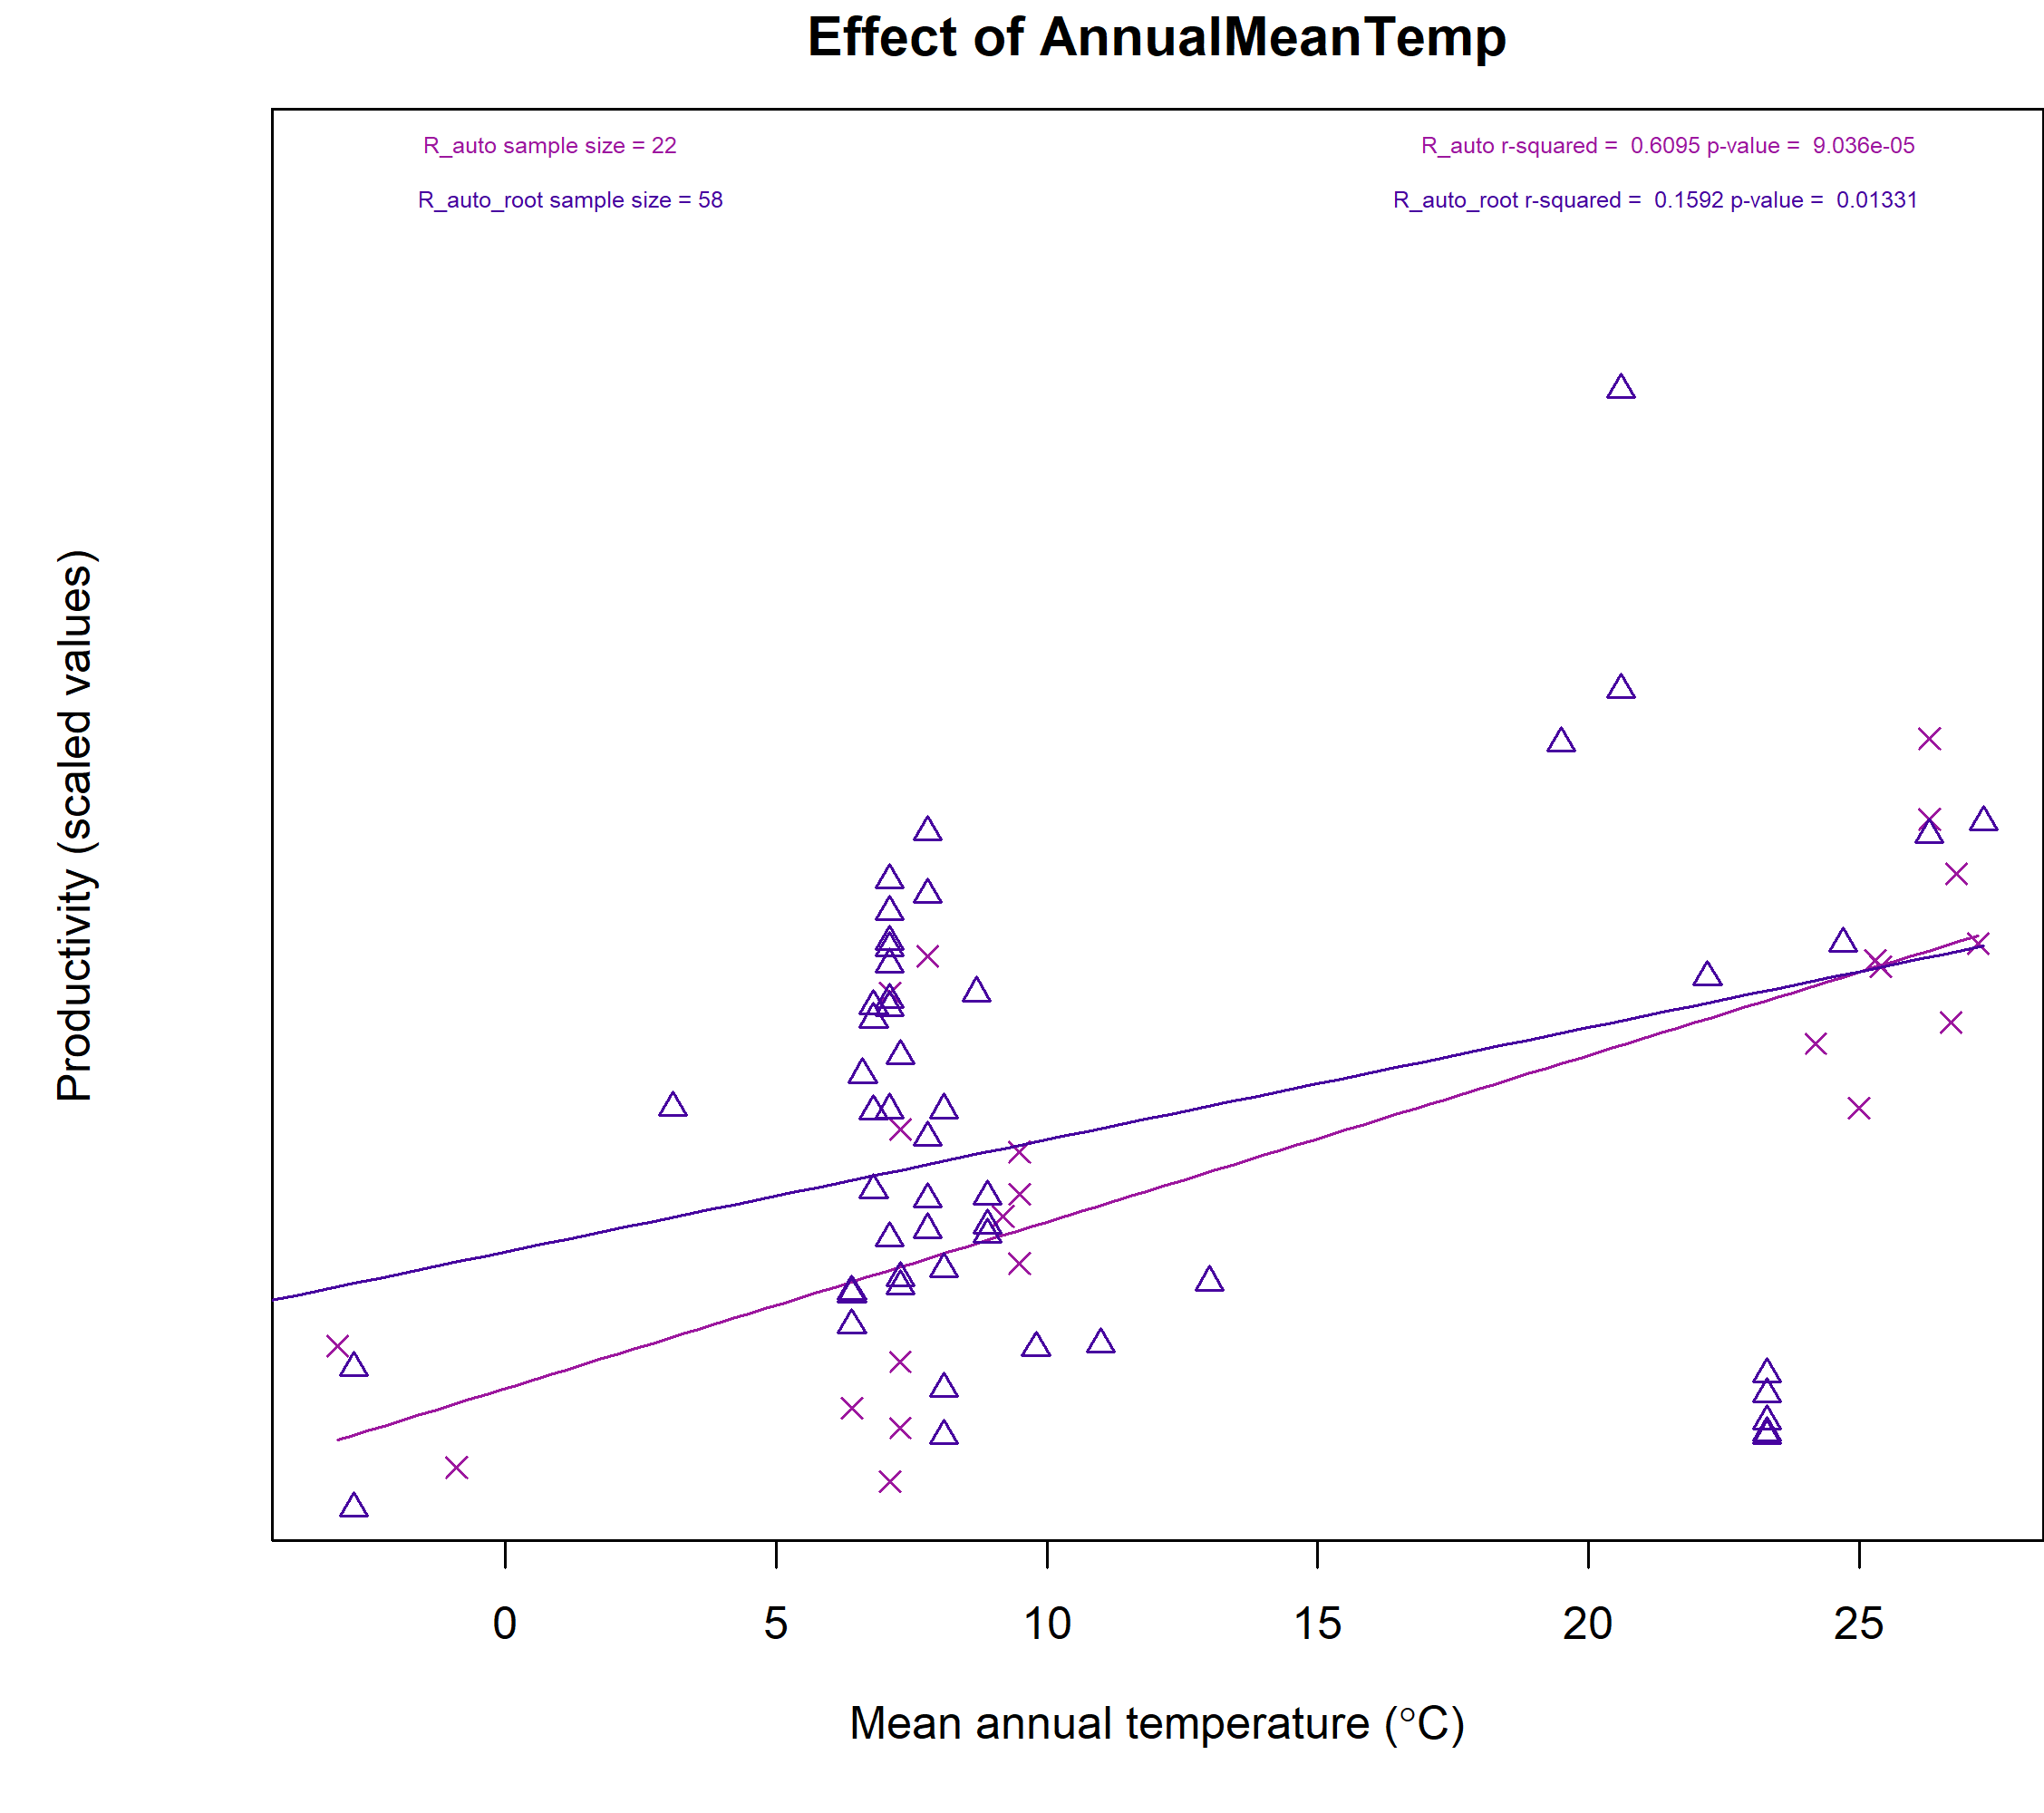 Effect of AnnualMeanTemp
R_auto sample size = 22
R_auto r-squared = 0.6095 p-value = 9.036e-05
R_auto_root sample size = 58
R_auto_root r-squared = 0.1592 p-value = 0.01331
Productivity (scaled values)
0 5 10 15 20 25
Mean annual temperature (°C)